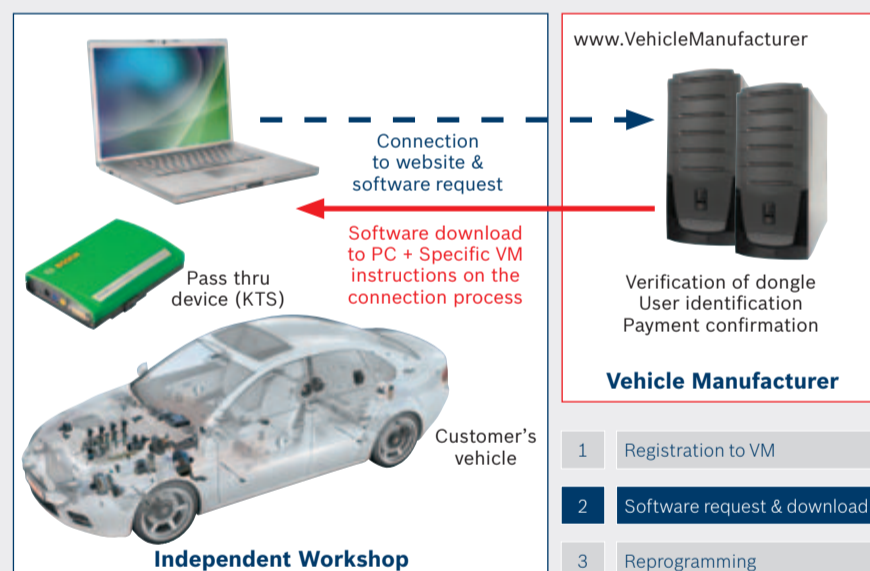 www.VehicleManufacturer
Connection
to website &
software request
Software download
to PC + Specific VM
instructions on the
connection process
BOSCH
Pass thru
device (KTS)
Verification of dongle
User identification
Payment confirmation
Vehicle Manufacturer
Customer's
vehicle
Independent Workshop
1 Registration to VM
2 Software request & download
3 Reprogramming